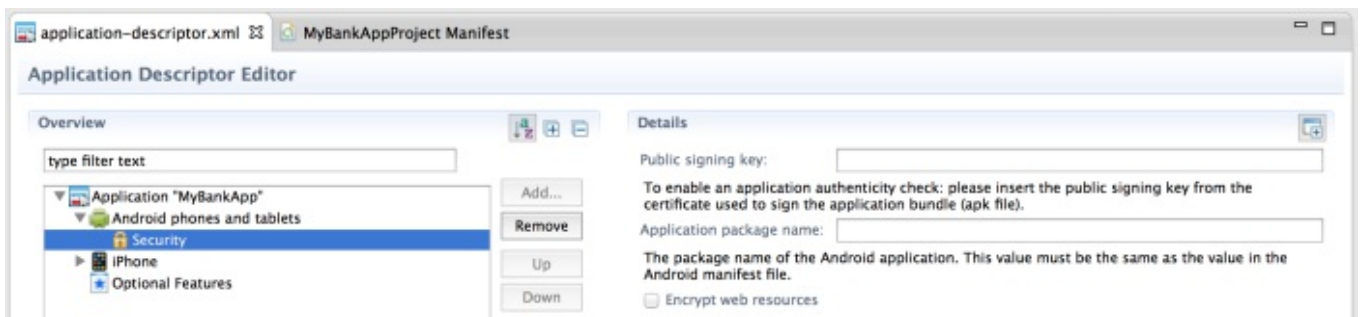 application-descriptor.xml MyBankAppProject Manifest
Application Descriptor Editor
Overview
type filter text
Application "MyBankApp"
Android phones and tablets
Security
iPhone
Optional Features
Add...
Remove
Up
Down
Details
Public signing key:
To enable an application authenticity check: please insert the public signing key from the
certificate used to sign the application bundle (apk file).
Application package name:
The package name of the Android application. This value must be the same as the value in the
Android manifest file.
Encrypt web resources